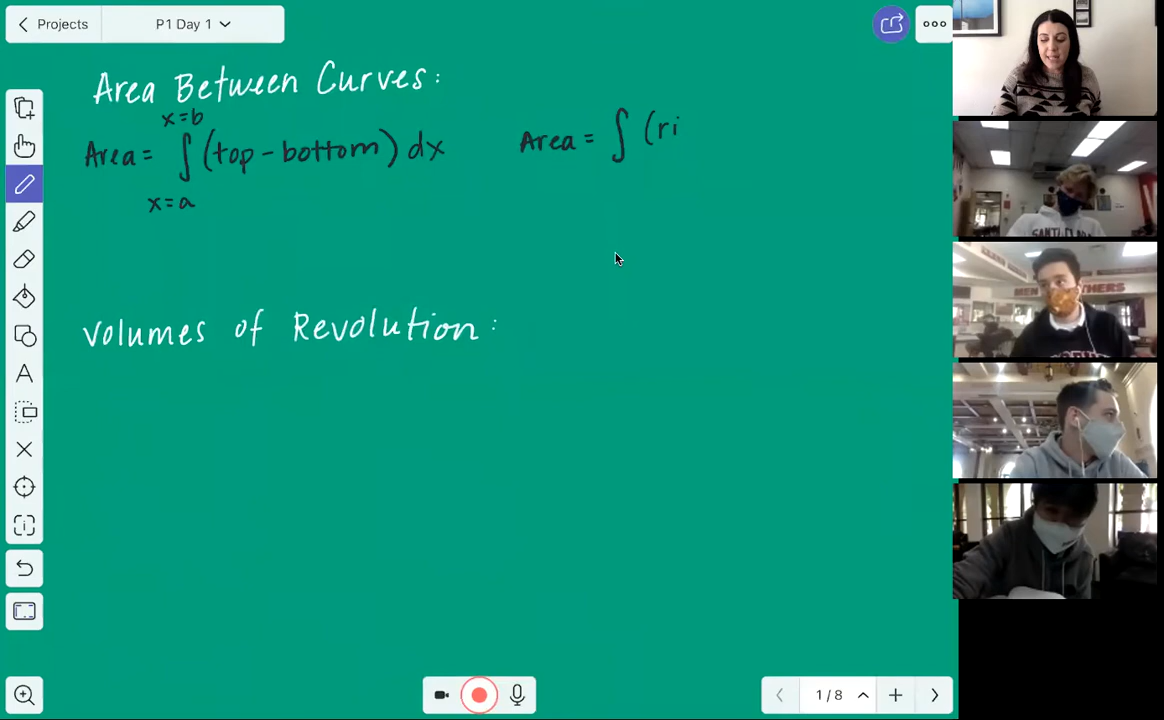 Projects
P1 Day 1
Area Between Curves:
x=b
Area = ∫ (top - bottom) dx
x=a
Area = ∫ (ri
Volumes of Revolution:
A
1 / 8